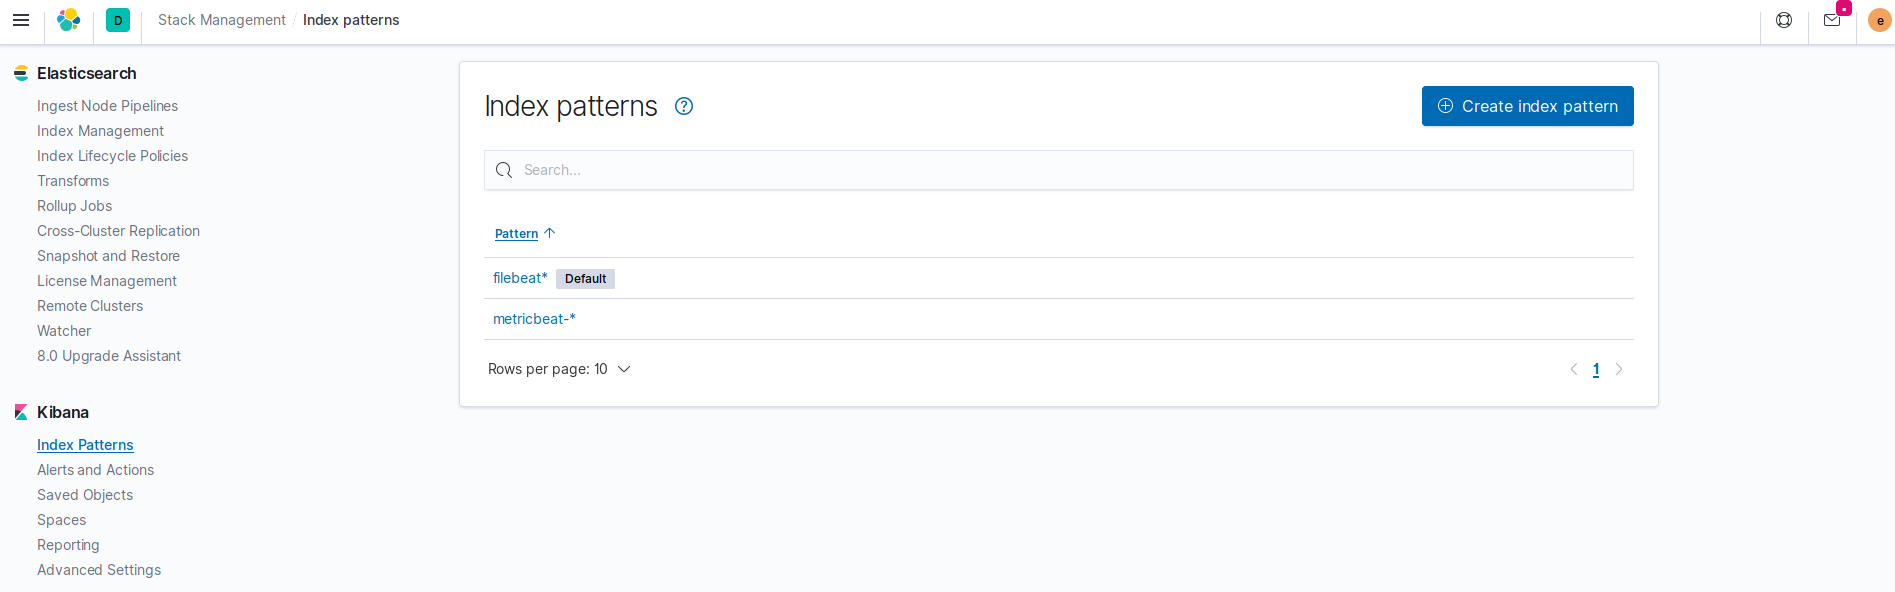 D Stack Management / Index patterns e
Elasticsearch
Ingest Node Pipelines
Index Management
Index Lifecycle Policies
Transforms
Rollup Jobs
Cross-Cluster Replication
Snapshot and Restore
License Management
Remote Clusters
Watcher
8.0 Upgrade Assistant
Kibana
Index Patterns
Alerts and Actions
Saved Objects
Spaces
Reporting
Advanced Settings
Index patterns ?
Create index pattern
Search...
Pattern ↑
filebeat* Default
metricbeat-*
Rows per page: 10
1